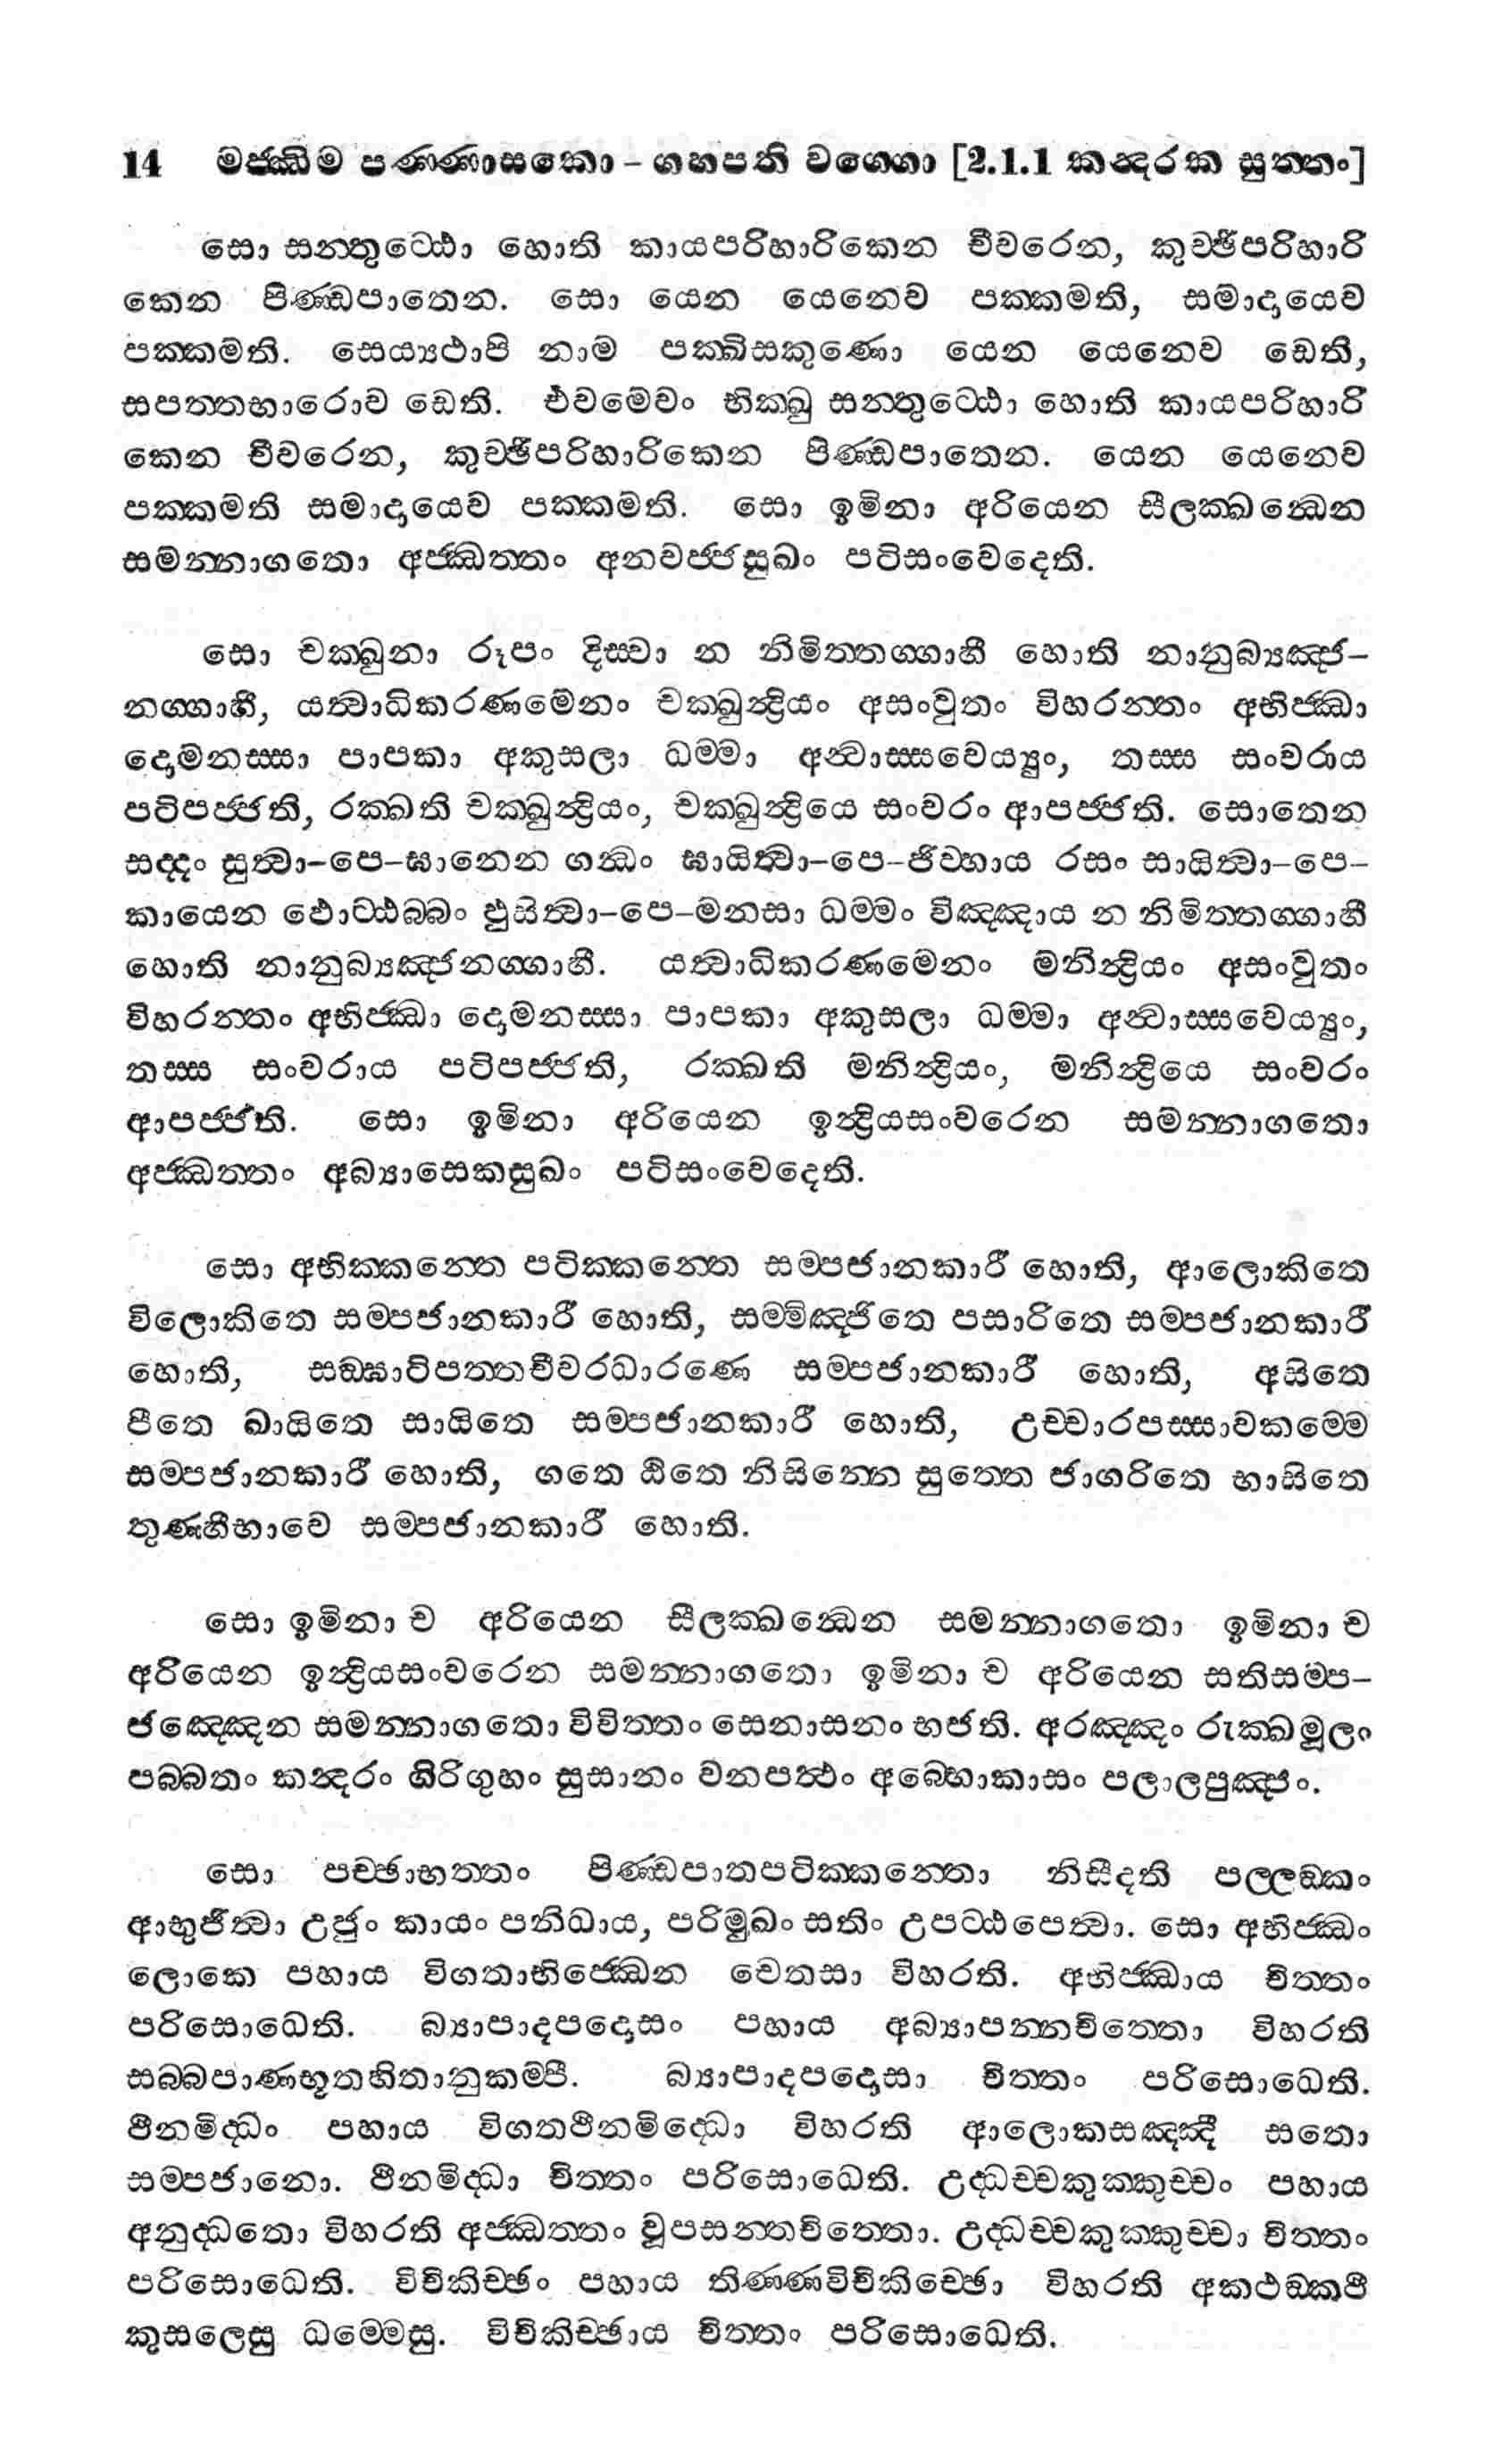 14 මජ්ඣිම පණ්ණාසකො – ගහපති වග්ගො [2.1.1 කන්දරක සුත්තං]
සො සන්තුට්ඨො හොති කායපරිහාරිකෙන චීවරෙන, කුච්ඡිපරිහාරි
කෙන පිණ්ඩපාතෙන. සො යෙන යෙනෙව පක්කමති, සමාදායෙව
පක්කමති. සෙය්‍යථාපි නාම පක්ඛිසකුණො යෙන යෙනෙව ඩෙති,
සපත්තභාරොව ඩෙති. එවමේවං භික්ඛු සන්තුට්ඨො හොති කායපරිහාරි
කෙන චීවරෙන, කුච්ඡිපරිහාරිකෙන පිණ්ඩපාතෙන. යෙන යෙනෙව
පක්කමති සමාදායෙව පක්කමති. සො ඉමිනා අරියෙන සීලක්ඛන්ධෙන
සමන්නාගතො අජ්ඣත්තං අනවජ්ජසුඛං පටිසංවෙදෙති.
සො චක්ඛුනා රූපං දිස්වා න නිමිත්තග්ගාහී හොති නානුබ්‍යඤ්ජ–
නග්ගාහී, යත්වාධිකරණමේනං චක්ඛුන්ද්‍රියං අසංවුතං විහරන්තං අභිජ්ඣා
දොමනස්සා පාපකා අකුසලා ධම්මා අන්වාස්සවෙය්‍යුං, තස්ස සංවරාය
පටිපජ්ජති, රක්ඛති චක්ඛුන්ද්‍රියං, චක්ඛුන්ද්‍රියෙ සංවරං ආපජ්ජති. සොතෙන
සද්දං සුත්වා–පෙ–ඝානෙන ගන්ධං ඝායිත්වා–පෙ–ජිව්හාය රසං සායිත්වා–පෙ–
කායෙන ඵොට්ඨබ්බං ඵුසිත්වා–පෙ–මනසා ධම්මං විඤ්ඤාය න නිමිත්තග්ගාහී
හොති නානුබ්‍යඤ්ජනග්ගාහී. යත්වාධිකරණමෙනං මනින්ද්‍රියං අසංවුතං
විහරන්තං අභිජ්ඣා දොමනස්සා පාපකා අකුසලා ධම්මා අන්වාස්සවෙය්‍යුං,
තස්ස සංවරාය පටිපජ්ජති, රක්ඛති මනින්ද්‍රියං, මනින්ද්‍රියෙ සංවරං
ආපජ්ජති. සො ඉමිනා අරියෙන ඉන්ද්‍රියසංවරෙන සමන්නාගතො
අජ්ඣත්තං අබ්‍යාසෙකසුඛං පටිසංවෙදෙති.
සො අභික්කන්තෙ පටික්කන්තෙ සම්පජානකාරී හොති, ආලොකිතෙ
විලොකිතෙ සම්පජානකාරී හොති, සම්මිඤ්ජිතෙ පසාරිතෙ සම්පජානකාරී
හොති, සඞ්ඝාටිපත්තචීවරධාරණෙ සම්පජානකාරී හොති, අසිතෙ
පීතෙ ඛායිතෙ සායිතෙ සම්පජානකාරී හොති, උච්චාරපස්සාවකම්මෙ
සම්පජානකාරී හොති, ගතෙ ඨිතෙ නිසින්නෙ සුත්තෙ ජාගරිතෙ භාසිතෙ
තුණ්හීභාවෙ සම්පජානකාරී හොති.
සො ඉමිනා ච අරියෙන සීලක්ඛන්ධෙන සමන්නාගතො ඉමිනා ච
අරියෙන ඉන්ද්‍රියසංවරෙන සමන්නාගතො ඉමිනා ච අරියෙන සතිසම්ප–
ජඤ්ඤෙන සමන්නාගතො විවිත්තං සෙනාසනං භජති. අරඤ්ඤං රුක්ඛමූලං
පබ්බතං කන්දරං ගිරිගුහං සුසානං වනපත්ථං අබ්භොකාසං පලාලපුඤ්ජං.
සො පච්ඡාභත්තං පිණ්ඩපාතපටික්කන්තො නිසීදති පල්ලඞ්කං
ආභුජිත්වා උජුං කායං පනිධාය, පරිමුඛං සතිං උපට්ඨපෙත්වා. සො අභිජ්ඣං
ලොකෙ පහාය විගතාභිජ්ඣෙන චෙතසා විහරති. අභිජ්ඣාය චිත්තං
පරිසොධෙති. බ්‍යාපාදපදොසං පහාය අබ්‍යාපන්නචිත්තො විහරති
සබ්බපාණභූතහිතානුකම්පී. බ්‍යාපාදපදොසා චිත්තං පරිසොධෙති.
ථීනමිද්ධං පහාය විගතථීනමිද්ධො විහරති ආලොකසඤ්ඤී සතො
සම්පජානො. ථීනමිද්ධා චිත්තං පරිසොධෙති. උද්ධච්චකුක්කුච්චං පහාය
අනුද්ධතො විහරති අජ්ඣත්තං වූපසන්තචිත්තො. උද්ධච්චකුක්කුච්චා චිත්තං
පරිසොධෙති. විචිකිච්ඡං පහාය තිණ්ණවිචිකිච්ඡො විහරති අකථඞ්කථී
කුසලෙසු ධම්මෙසු. විචිකිච්ඡාය චිත්තං පරිසොධෙති.